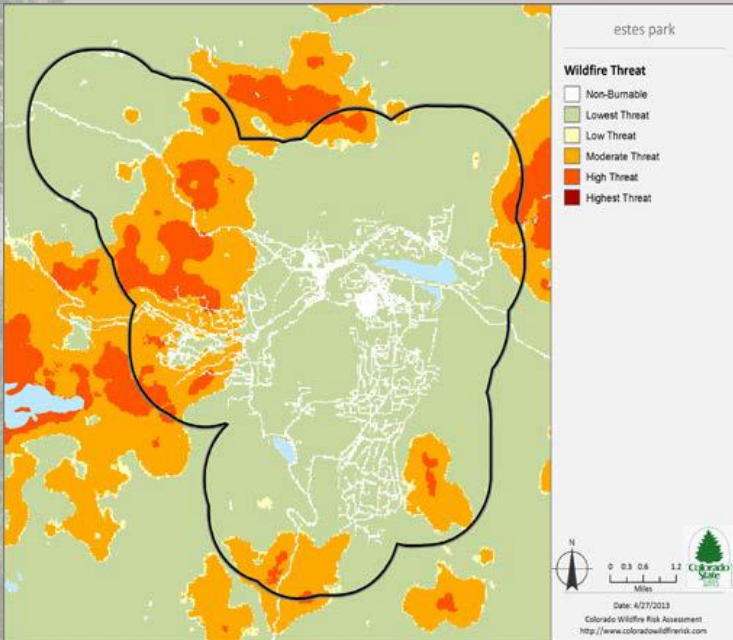 estes park
Wildfire Threat
Non-Burnable
Lowest Threat
Low Threat
Moderate Threat
High Threat
Highest Threat
N
0 0.3 0.6 1.2
Miles
Colorado
State
Date: 4/27/2013
Colorado Wildfire Risk Assessment
http://www.coloradowildfirerisk.com